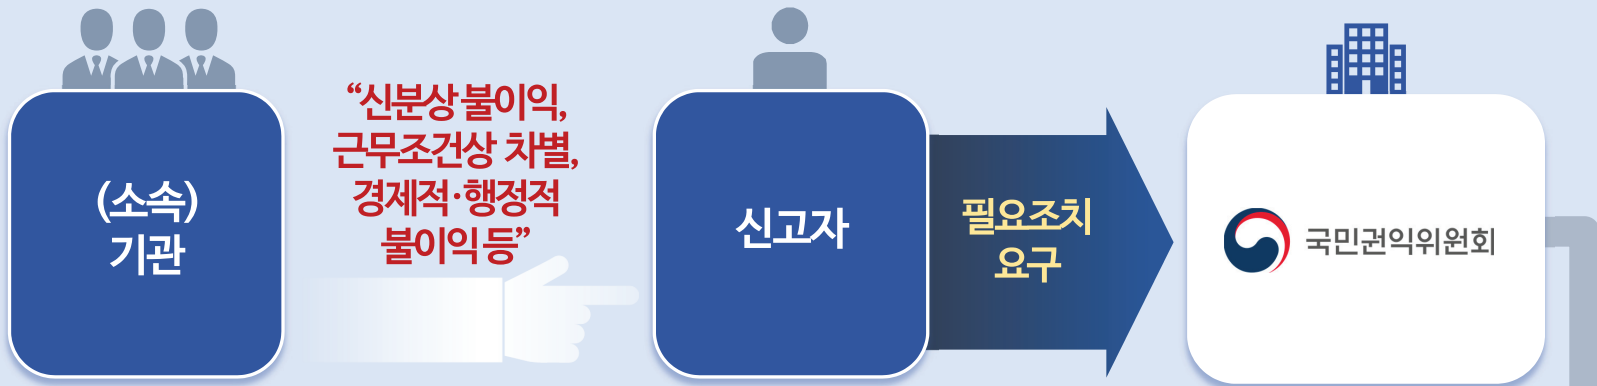 (소속)
기관
“신분상 불이익,
근무조건상 차별,
경제적·행정적
불이익 등”
신고자
필요조치
요구
국민권익위원회